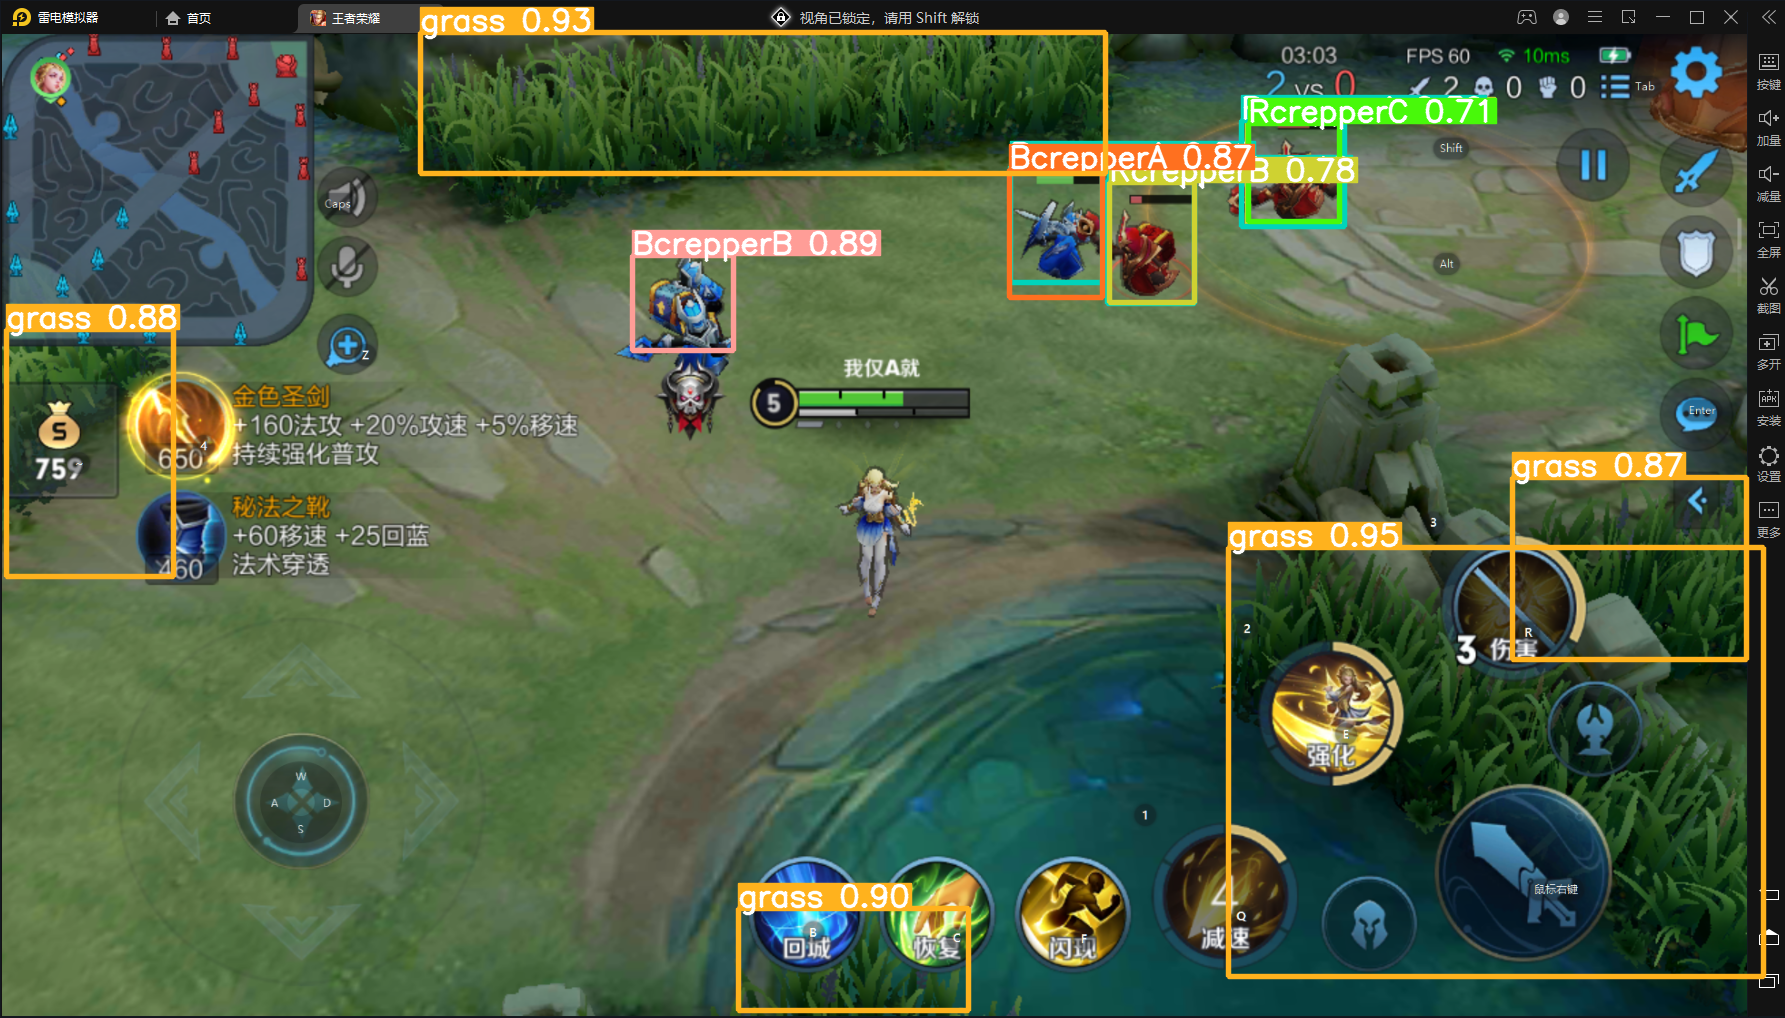 雷电模拟器
首页
王者荣耀
视角已锁定，请用 Shift 解锁
grass 0.93
03:03
FPS 60
10ms
2 vs 0
2
0
0
Tab
按键
加量
减量
全屏
截图
多开
安装
设置
更多
RcrepperC 0.71
BcrepperA 0.87
RcrepperB 0.78
Shift
Alt
Caps
BcrepperB 0.89
grass 0.88
Z
我仅A就
5
金色圣剑
+160法攻 +20%攻速 +5%移速
持续强化普攻
4
650
S
759
秘法之靴
+60移速 +25回蓝
法术穿透
460
Enter
grass 0.87
3
grass 0.95
2
R
3 伤害
E
强化
W
A
D
S
1
grass 0.90
B
回城
C
恢复
F
闪现
4
Q
减速
鼠标右键